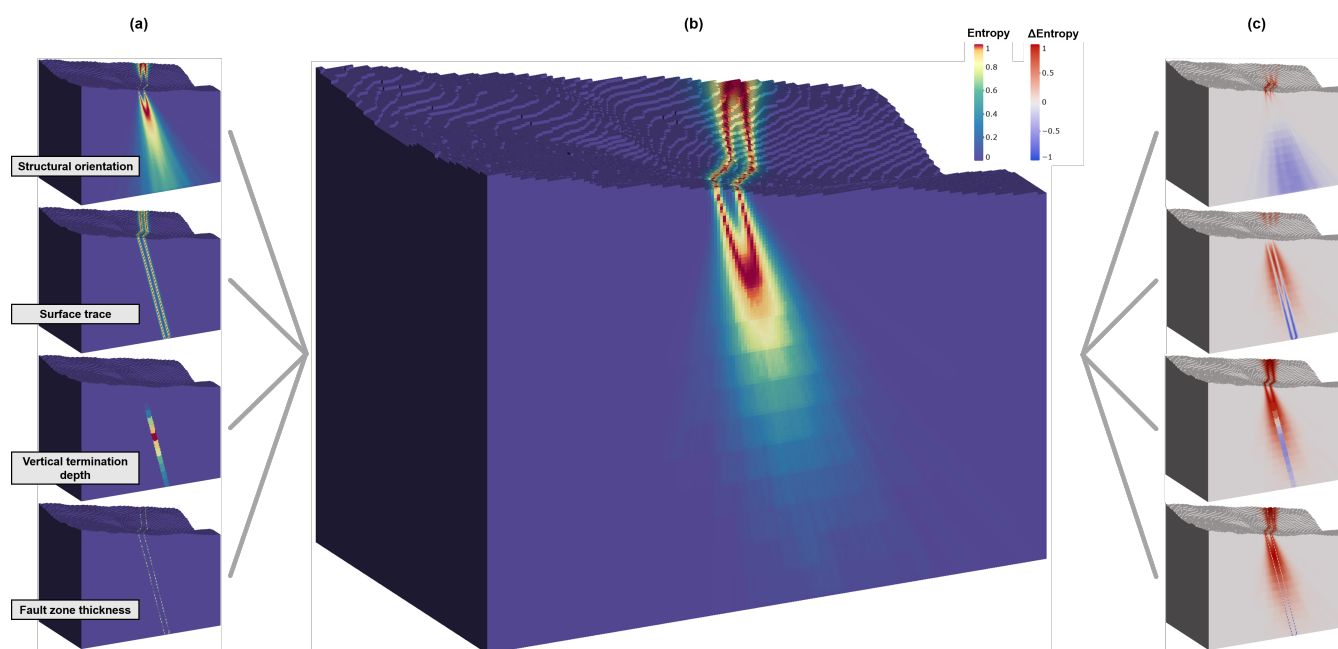 (a)
(b)
(c)
Entropy
ΔEntropy
1
0.8
0.6
0.4
0.2
0
1
0.5
0
−0.5
−1
Structural orientation
Surface trace
Vertical termination
depth
Fault zone thickness